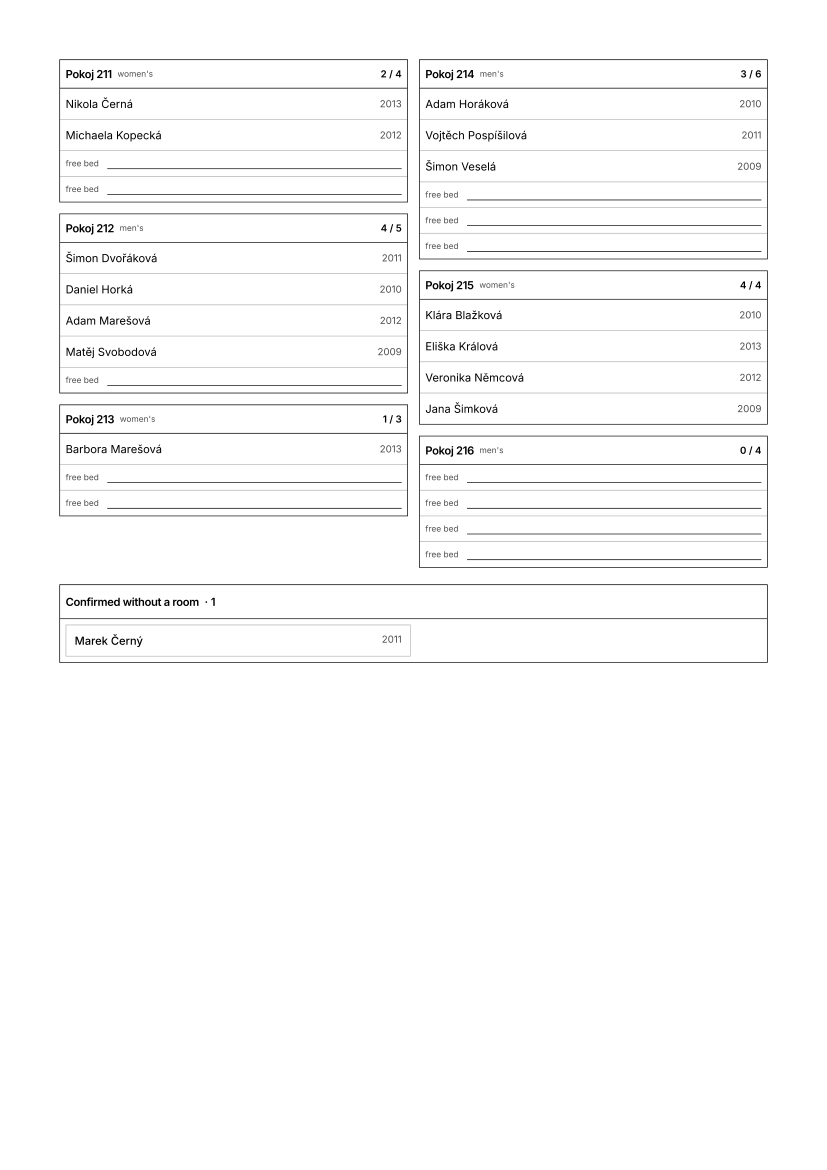 Pokoj 211 women's 2 / 4
Nikola Černá 2013
Michaela Kopecká 2012
free bed
free bed
Pokoj 212 men's 4 / 5
Šimon Dvořáková 2011
Daniel Horká 2010
Adam Marešová 2012
Matěj Svobodová 2009
free bed
Pokoj 213 women's 1 / 3
Barbora Marešová 2013
free bed
free bed
Pokoj 214 men's 3 / 6
Adam Horáková 2010
Vojtěch Pospíšilová 2011
Šimon Veselá 2009
free bed
free bed
free bed
Pokoj 215 women's 4 / 4
Klára Blažková 2010
Eliška Králová 2013
Veronika Němcová 2012
Jana Šimková 2009
Pokoj 216 men's 0 / 4
free bed
free bed
free bed
free bed
Confirmed without a room · 1
Marek Černý 2011